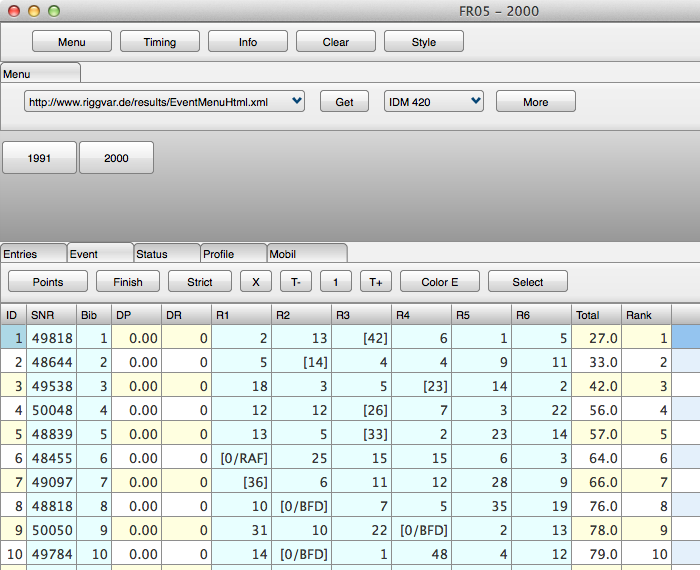 FR05 – 2000
Menu Timing Info Clear Style
Menu
http://www.riggvar.de/results/EventMenuHtml.xml Get IDM 420 More
1991 2000
Entries Event Status Profile Mobil
Points Finish Strict X T- 1 T+ Color E Select
ID SNR Bib DP DR R1 R2 R3 R4 R5 R6 Total Rank
1 49818 1 0.00 0 2 13 [42] 6 1 5 27.0 1
2 48644 2 0.00 0 5 [14] 4 4 9 11 33.0 2
3 49538 3 0.00 0 18 3 5 [23] 14 2 42.0 3
4 50048 4 0.00 0 12 12 [26] 7 3 22 56.0 4
5 48839 5 0.00 0 13 5 [33] 2 23 14 57.0 5
6 48455 6 0.00 0 [0/RAF] 25 15 15 6 3 64.0 6
7 49097 7 0.00 0 [36] 6 11 12 28 9 66.0 7
8 48818 8 0.00 0 10 [0/BFD] 7 5 35 19 76.0 8
9 50050 9 0.00 0 31 10 22 [0/BFD] 2 13 78.0 9
10 49784 10 0.00 0 14 [0/BFD] 1 48 4 12 79.0 10